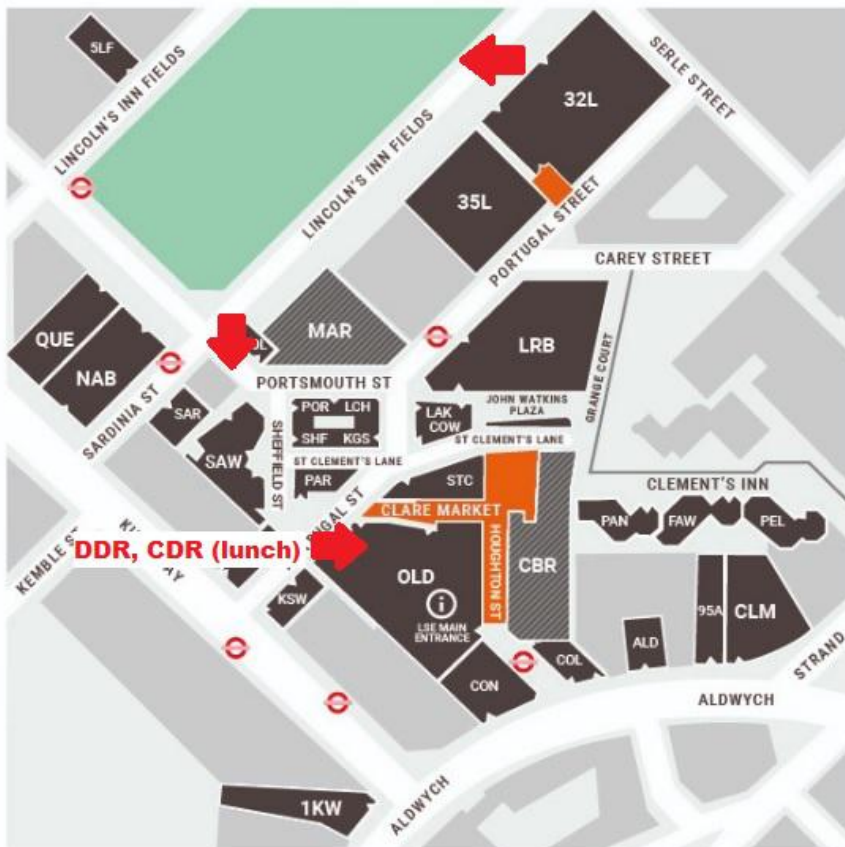 5LF
LINCOLN'S INN FIELDS
SERLE STREET
32L
LINCOLN'S INN FIELDS
35L
PORTUGAL STREET
CAREY STREET
QUE
MAR
LRB
NAB
PORTSMOUTH ST
GRANGE COURT
SARDINIA ST
SAR
POR LCH
LAK
COW
JOHN WATKINS
PLAZA
SHEFFIELD ST
SHF KGS
ST CLEMENT'S LANE
SAW
ST CLEMENT'S LANE
PAR
STC
CLEMENT'S INN
CLARE MARKET
PAN
FAW
PEL
KEMBLE ST
DDR, CDR (lunch)
OLD
HOUGHTON ST
CBR
KSW
i
LSE MAIN
ENTRANCE
95A
CLM
ALD
COL
CON
STRAND
ALDWYCH
1KW
ALDWYCH